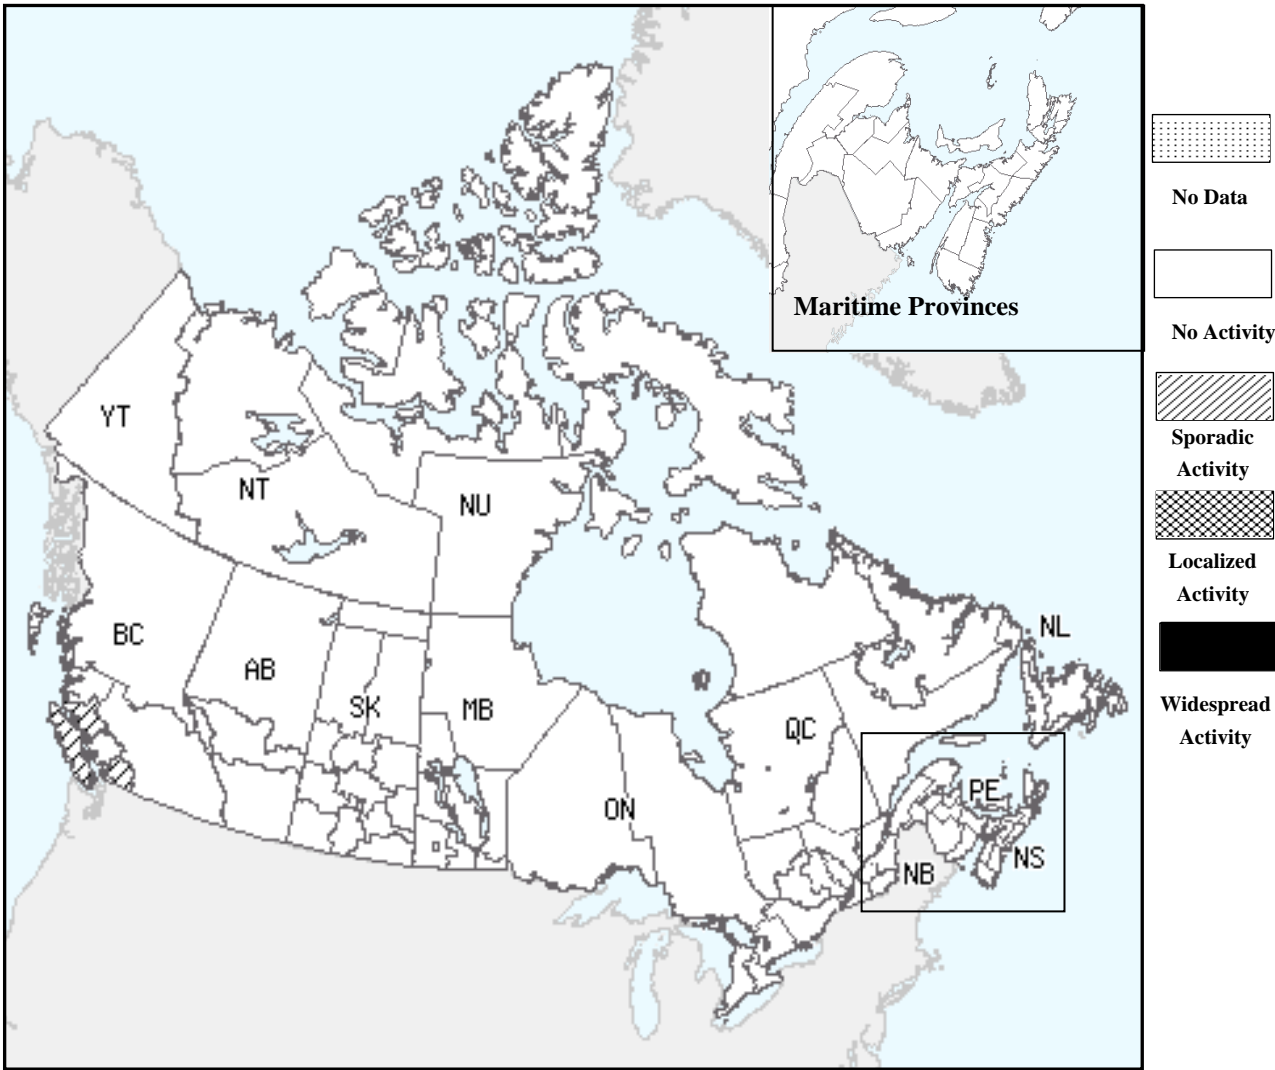 Maritime Provinces
YT
NT
NU
BC
AB
SK
MB
ON
QC
NL
PE
NB
NS
No Data
No Activity
Sporadic
Activity
Localized
Activity
Widespread
Activity